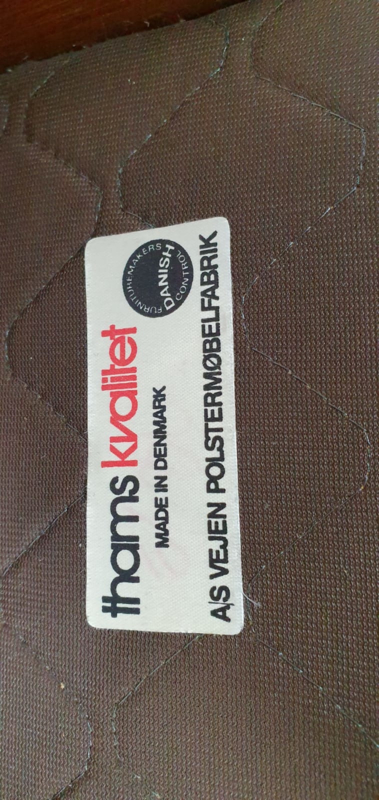 thams kvalitet
MADE IN DENMARK
FURNITUREMAKERS
DANISH
CONTROL
A/S VEJEN POLSTERMØBELFABRIK